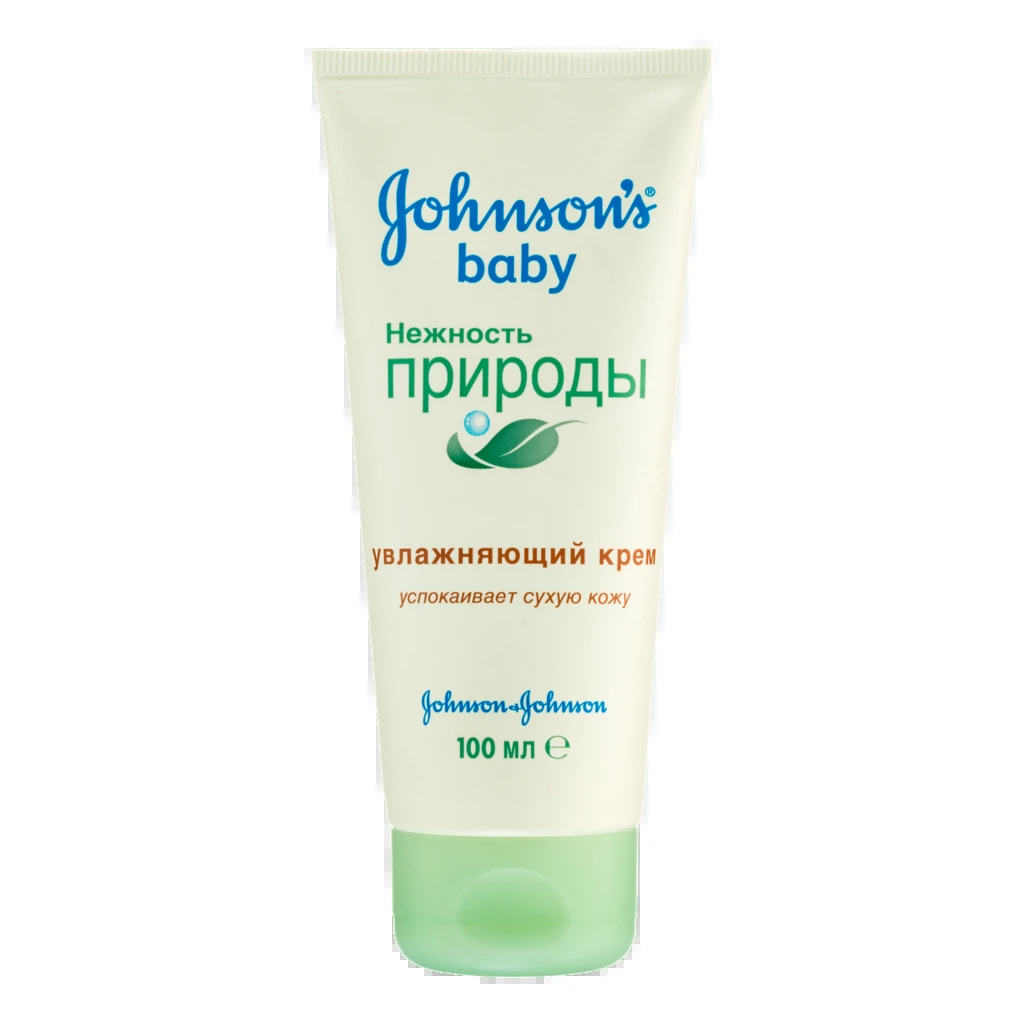 Johnson's®
baby
Нежность
природы
увлажняющий крем
успокаивает сухую кожу
Johnson & Johnson
100 мл ℮